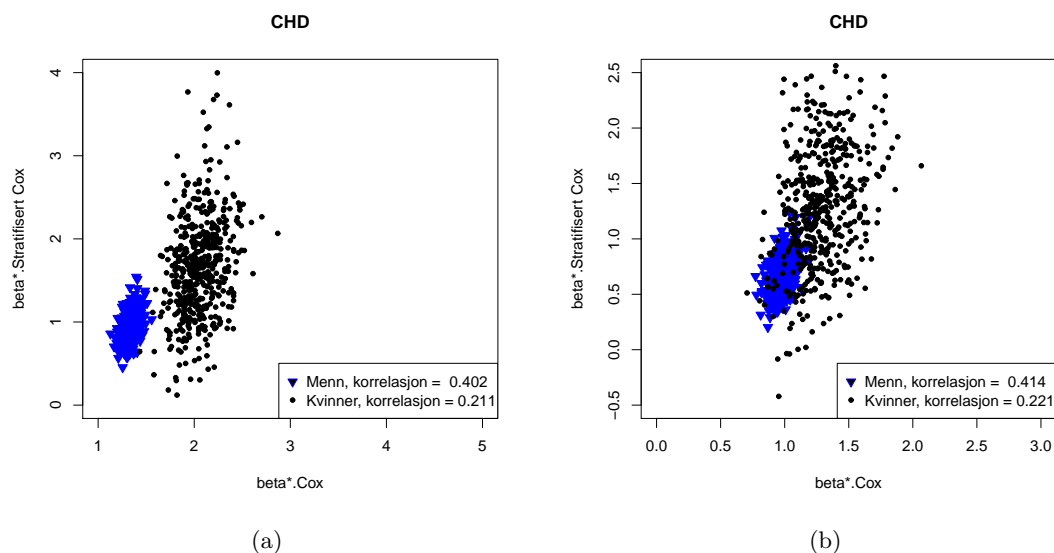 CHD
4
3
2
1
0
beta*.Stratifisert Cox
Menn, korrelasjon = 0.402
Kvinner, korrelasjon = 0.211
1
2
3
4
5
beta*.Cox
(a)
CHD
2.5
2.0
1.5
1.0
0.5
0.0
−0.5
beta*.Stratifisert Cox
Menn, korrelasjon = 0.414
Kvinner, korrelasjon = 0.221
0.0
0.5
1.0
1.5
2.0
2.5
3.0
beta*.Cox
(b)